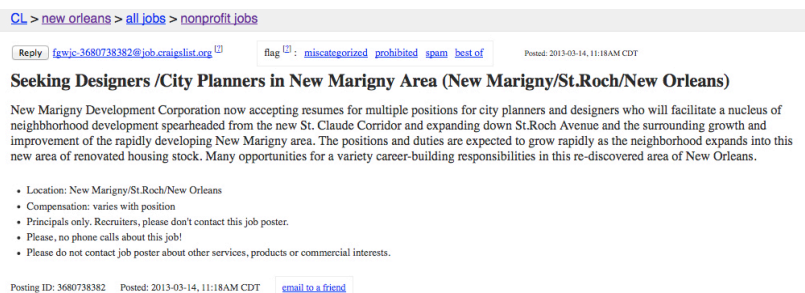 CL > new orleans > all jobs > nonprofit jobs
Reply fgwjc-3680738382@job.craigslist.org [?] flag [?] : miscategorized prohibited spam best of Posted: 2013-03-14, 11:18AM CDT
Seeking Designers /City Planners in New Marigny Area (New Marigny/St.Roch/New Orleans)
New Marigny Development Corporation now accepting resumes for multiple positions for city planners and designers who will facilitate a nucleus of
neighbhorhood development spearheaded from the new St. Claude Corridor and expanding down St.Roch Avenue and the surrounding growth and
improvement of the rapidly developing New Marigny area. The positions and duties are expected to grow rapidly as the neighborhood expands into this
new area of renovated housing stock. Many opportunities for a variety career-building responsibilities in this re-discovered area of New Orleans.
• Location: New Marigny/St.Roch/New Orleans
• Compensation: varies with position
• Principals only. Recruiters, please don't contact this job poster.
• Please, no phone calls about this job!
• Please do not contact job poster about other services, products or commercial interests.
Posting ID: 3680738382 Posted: 2013-03-14, 11:18AM CDT email to a friend